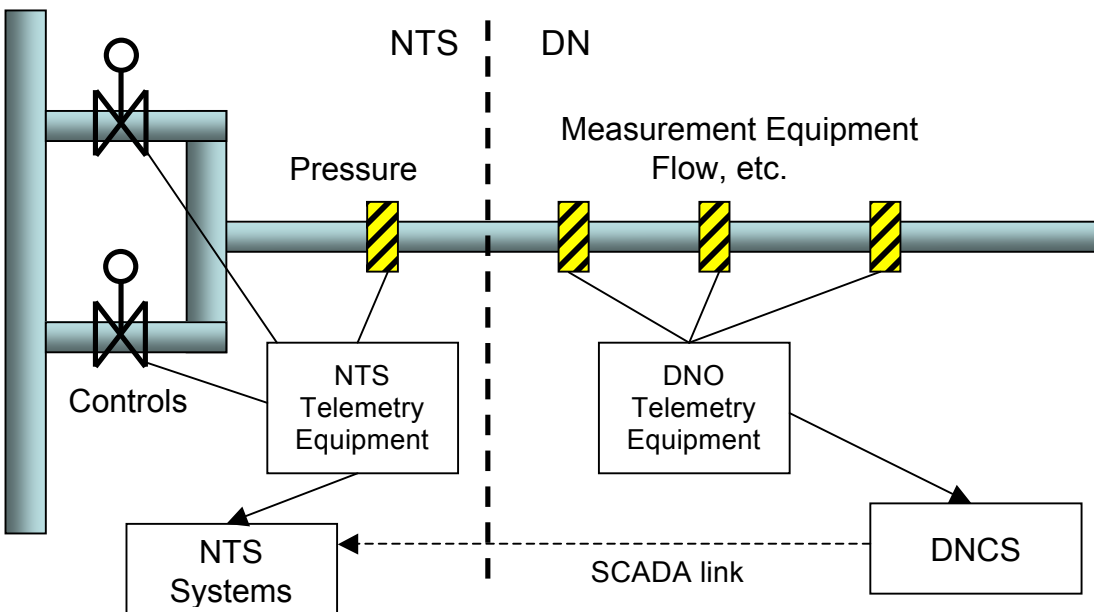 NTS
DN
Measurement Equipment
Flow, etc.
Pressure
Controls
NTS
Telemetry
Equipment
DNO
Telemetry
Equipment
NTS
Systems
SCADA link
DNCS